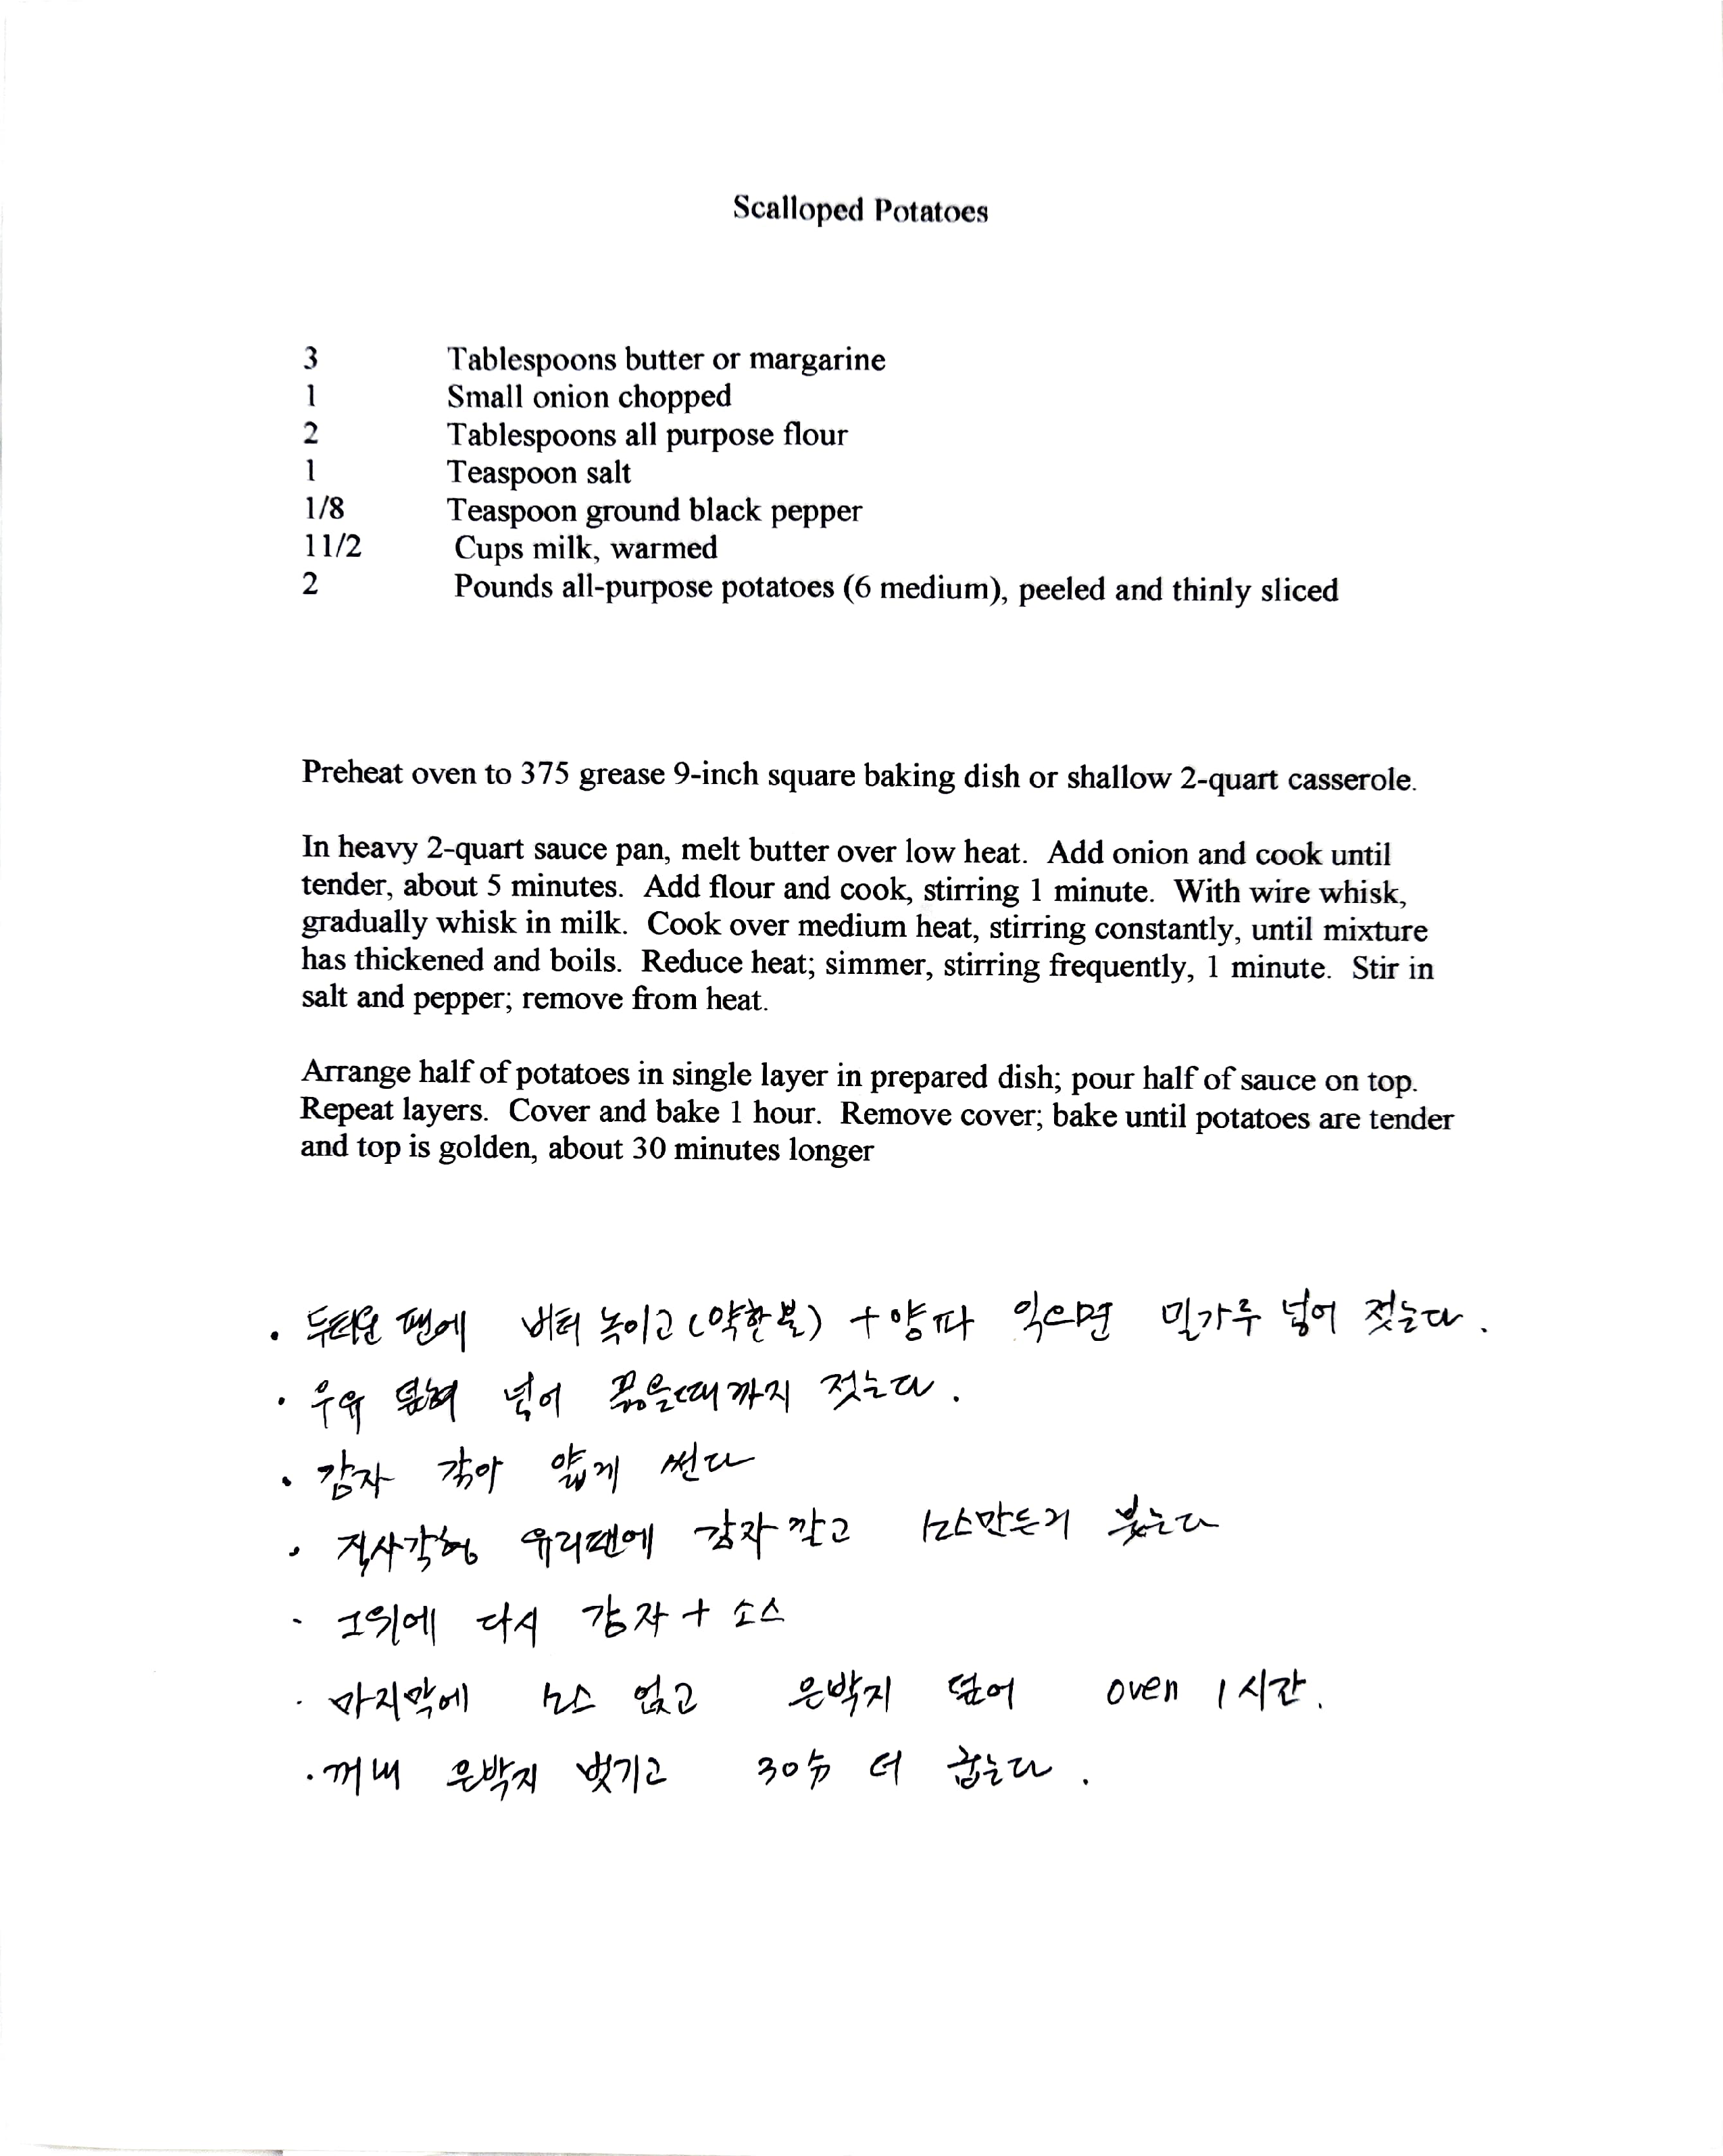 Scalloped Potatoes
3 Tablespoons butter or margarine
1 Small onion chopped
2 Tablespoons all purpose flour
1 Teaspoon salt
1/8 Teaspoon ground black pepper
1 1/2 Cups milk, warmed
2 Pounds all-purpose potatoes (6 medium), peeled and thinly sliced
Preheat oven to 375 grease 9-inch square baking dish or shallow 2-quart casserole.
In heavy 2-quart sauce pan, melt butter over low heat. Add onion and cook until
tender, about 5 minutes. Add flour and cook, stirring 1 minute. With wire whisk,
gradually whisk in milk. Cook over medium heat, stirring constantly, until mixture
has thickened and boils. Reduce heat; simmer, stirring frequently, 1 minute. Stir in
salt and pepper; remove from heat.
Arrange half of potatoes in single layer in prepared dish; pour half of sauce on top.
Repeat layers. Cover and bake 1 hour. Remove cover; bake until potatoes are tender
and top is golden, about 30 minutes longer
· 두터운 팬에 버터 녹이고 (약한불) + 양파 익으면 밀가루 넣어 젓는다.
· 우유 넣어 끓을때까지 젓는다.
· 감자 깎아 얇게 썬다
· 직사각형 유리팬에 감자 깔고 소스만든거 붓는다
· 그위에 다시 감자 + 소스
· 마지막에 소스 얹고 은박지 덮어 oven 1시간.
· 꺼내 은박지 벗기고 30分 더 굽는다.